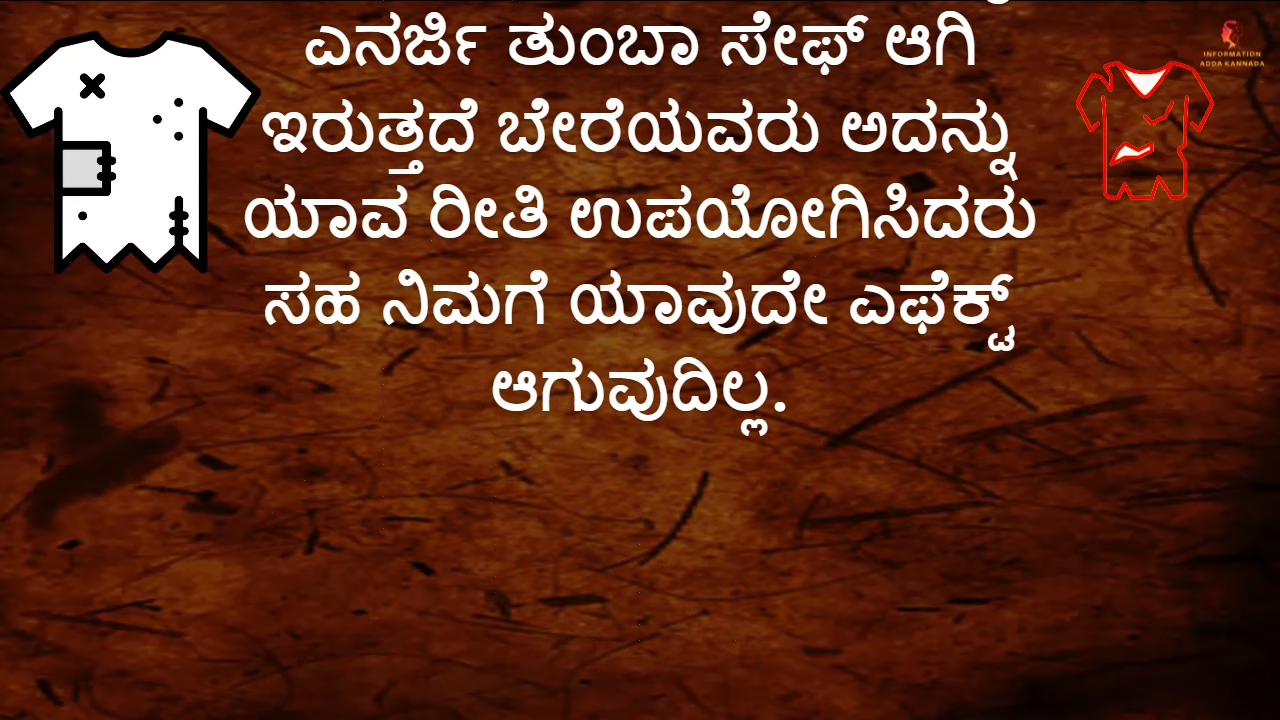 ಎನರ್ಜಿ ತುಂಬಾ ಸೇಫ್ ಆಗಿ
ಇರುತ್ತದೆ ಬೇರೆಯವರು ಅದನ್ನು
ಯಾವ ರೀತಿ ಉಪಯೋಗಿಸಿದರು
ಸಹ ನಿಮಗೆ ಯಾವುದೇ ಎಫೆಕ್ಟ್
ಆಗುವುದಿಲ್ಲ.
INFORMATION
ADDA KANNADA